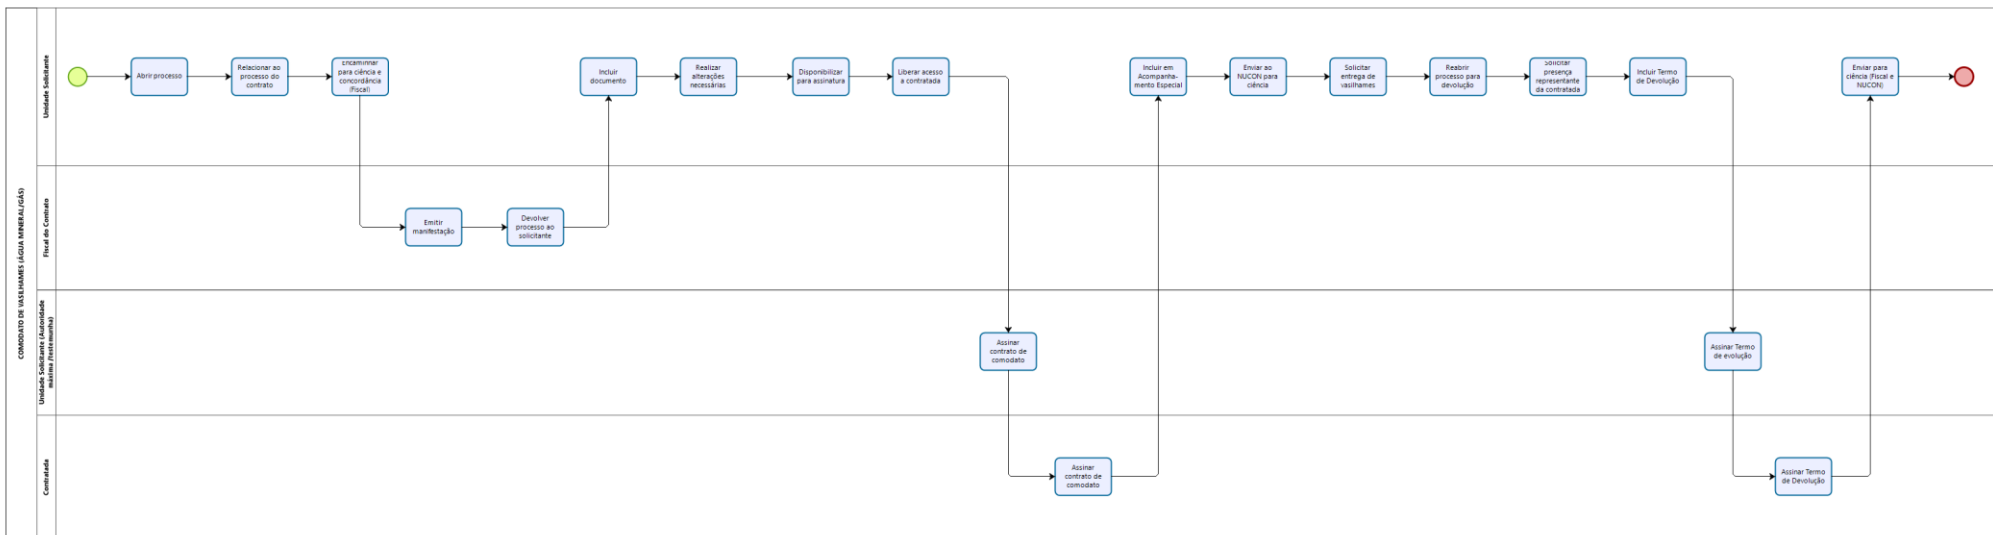 COMODATO DE VASILHAMES (ÁGUA MINERAL/GÁS)
Unidade Solicitante
Abrir processo
Relacionar ao
processo do
contrato
Encaminhar
para ciência e
concordância
(Fiscal)
Incluir
documento
Realizar
alterações
necessárias
Disponibilizar
para assinatura
Liberar acesso
a contratada
Incluir em
Acompanha-
mento Especial
Enviar ao
NUCON para
ciência
Solicitar
entrega de
vasilhames
Reabrir
processo para
devolução
Solicitar
presença
representante
da contratada
Incluir Termo
de Devolução
Enviar para
ciência (Fiscal e
NUCON)
Fiscal do Contrato
Emitir
manifestação
Devolver
processo ao
solicitante
Unidade Solicitante (Autoridade
máxima /testemunha)
Assinar
contrato de
comodato
Assinar Termo
de evolução
Contratada
Assinar
contrato de
comodato
Assinar Termo
de Devolução